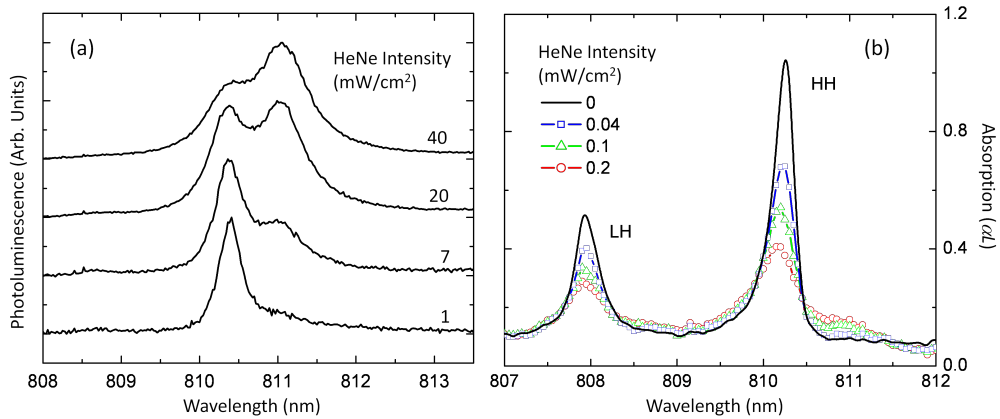 (a)
HeNe Intensity
(mW/cm²)
40
20
7
1
Photoluminescence (Arb. Units)
808 809 810 811 812 813
Wavelength (nm)
(b)
HeNe Intensity
(mW/cm²)
0
0.04
0.1
0.2
LH
HH
1.2
0.8
0.4
0.0
Absorption (αL)
807 808 809 810 811 812
Wavelength (nm)